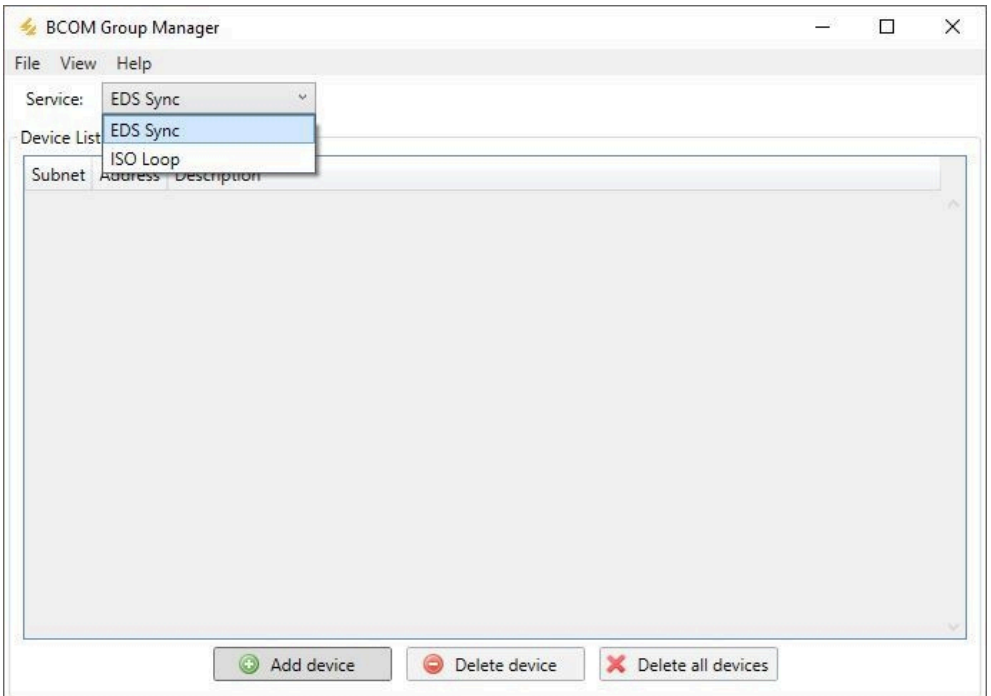 BCOM Group Manager
File View Help
Service: EDS Sync
EDS Sync
Device List
ISO Loop
Subnet Address Description
Add device Delete device Delete all devices